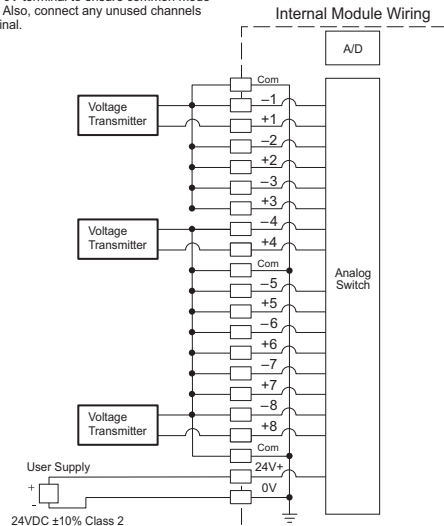 Also, connect any unused channels
Internal Module Wiring
A/D
Com
–1
Voltage
Transmitter
+1
–2
+2
–3
+3
–4
Voltage
Transmitter
+4
Com
Analog
Switch
–5
+5
–6
+6
–7
+7
–8
Voltage
Transmitter
+8
Com
User Supply
24V+
+
0V
-
24VDC ±10% Class 2